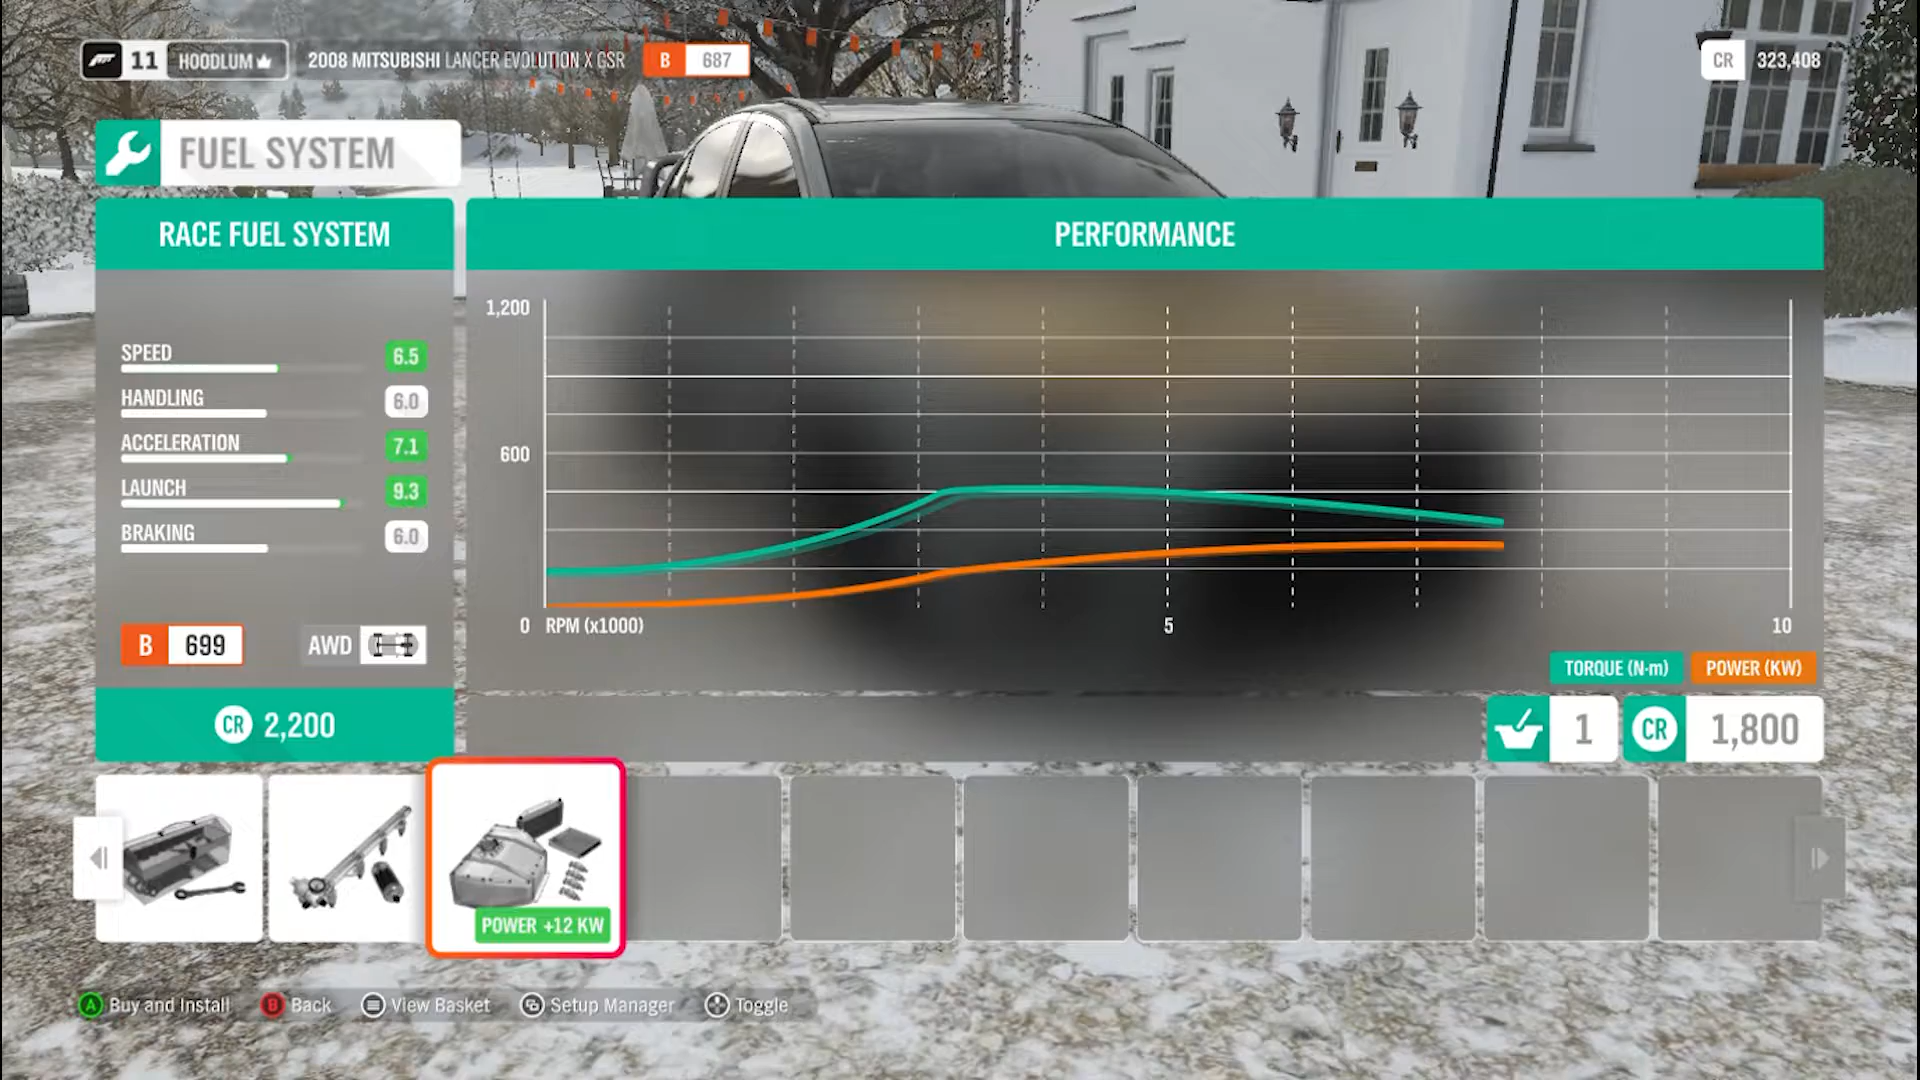 11 HOODLUM 2008 MITSUBISHI LANCER EVOLUTION X GSR B 687 CR 323,408
FUEL SYSTEM
RACE FUEL SYSTEM
SPEED 6.5
HANDLING 6.0
ACCELERATION 7.1
LAUNCH 9.3
BRAKING 6.0
B 699 AWD
CR 2,200
PERFORMANCE
1,200
600
0 RPM (x1000) 5 10
TORQUE (N·m) POWER (KW)
1 CR 1,800
POWER +12 KW
A Buy and Install B Back View Basket Setup Manager Toggle